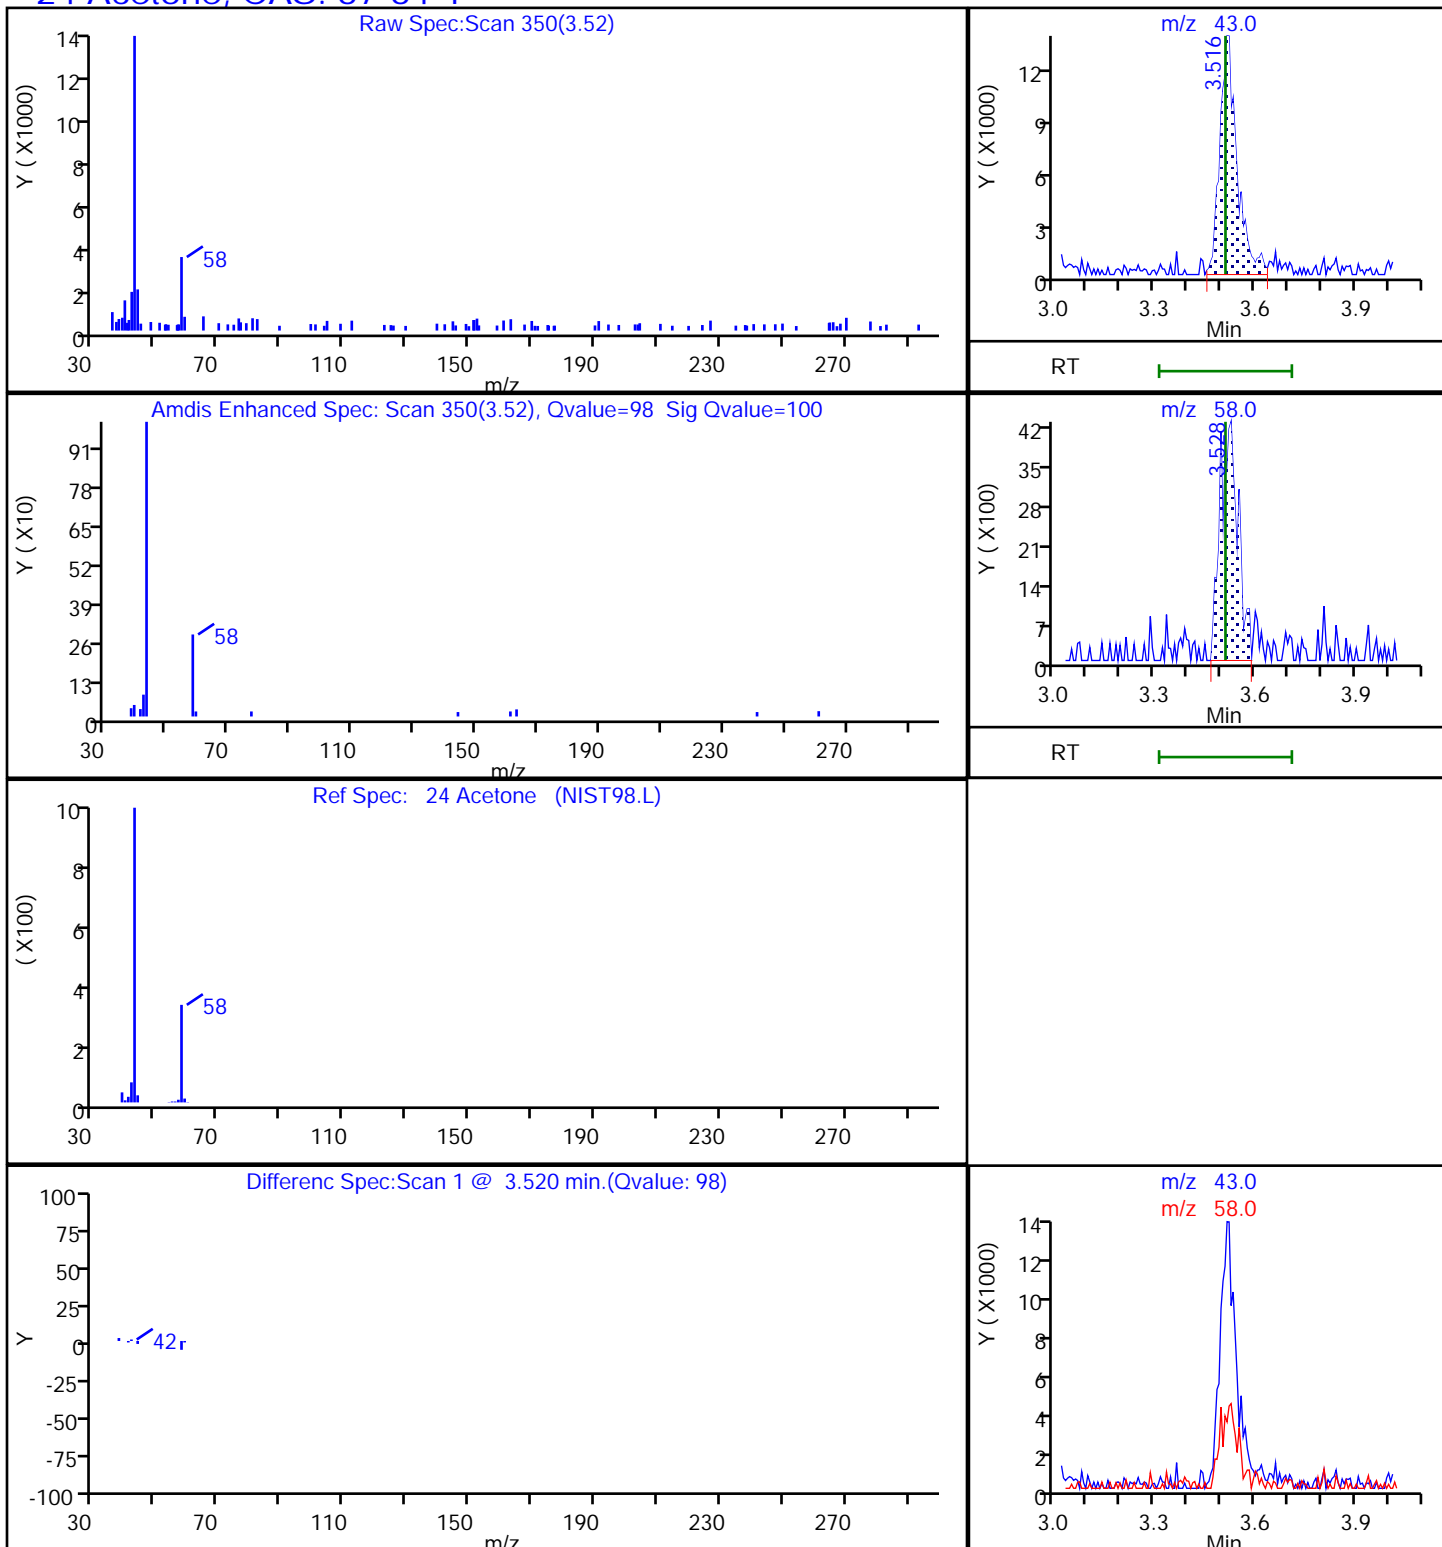 Raw Spec:Scan 350(3.52)
Y ( X1000)
14
12
10
8
6
4
2
0
58
30 70 110 150 190 230 270
m/z
m/z 43.0
Y ( X1000)
12
9
6
3
0
3.516
3.0 3.3 3.6 3.9
Min
RT
Amdis Enhanced Spec: Scan 350(3.52), Qvalue=98 Sig Qvalue=100
Y ( X10)
91
78
65
52
39
26
13
0
58
30 70 110 150 190 230 270
m/z
m/z 58.0
Y ( X100)
42
35
28
21
14
7
0
3.528
3.0 3.3 3.6 3.9
Min
RT
Ref Spec: 24 Acetone (NIST98.L)
( X100)
10
8
6
4
2
0
58
30 70 110 150 190 230 270
Differenc Spec:Scan 1 @ 3.520 min.(Qvalue: 98)
Y
100
75
50
25
0
-25
-50
-75
-100
42
30 70 110 150 190 230 270
m/z
m/z 43.0
m/z 58.0
Y ( X1000)
14
12
10
8
6
4
2
0
3.0 3.3 3.6 3.9
Min